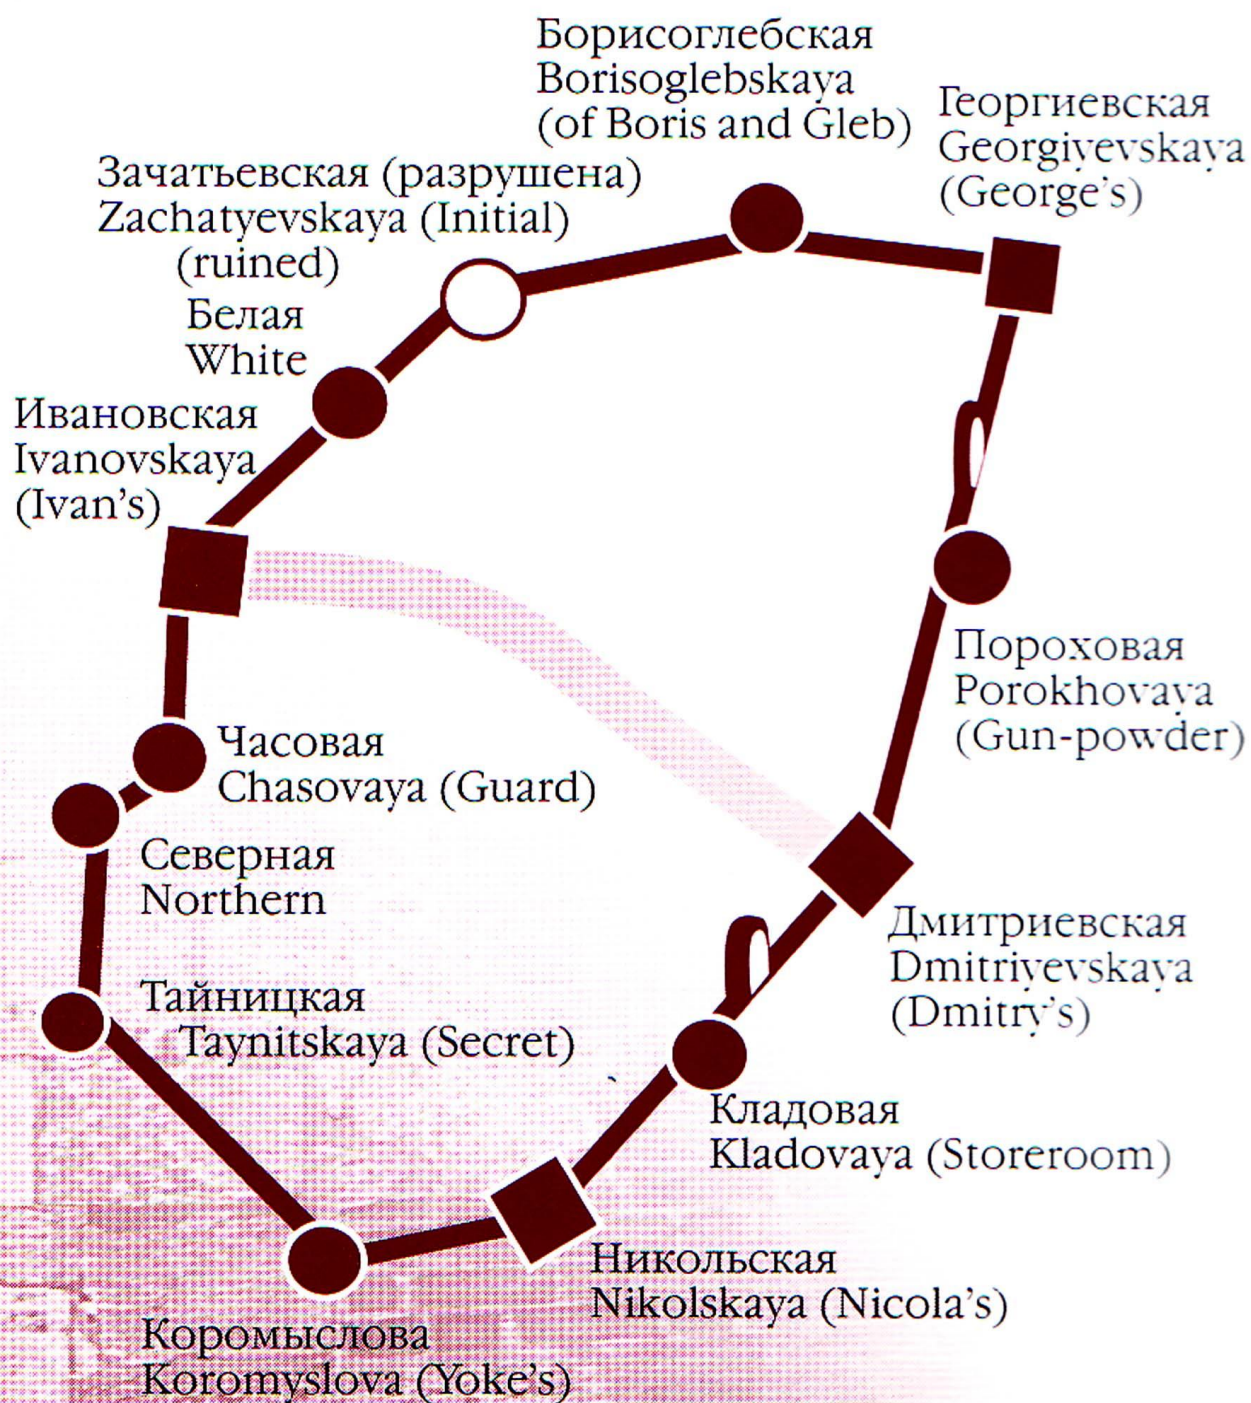 Борисоглебская
Borisoglebskaya
(of Boris and Gleb)
Георгиевская
Georgiyevskaya
(George's)
Зачатьевская (разрушена)
Zachatyevskaya (Initial)
(ruined)
Белая
White
Ивановская
Ivanovskaya
(Ivan's)
Пороховая
Porokhovaya
(Gun-powder)
Часовая
Chasovaya (Guard)
Северная
Northern
Дмитриевская
Dmitriyevskaya
(Dmitry's)
Тайницкая
Taynitskaya (Secret)
Кладовая
Kladovaya (Storeroom)
Никольская
Nikolskaya (Nicola's)
Коромыслова
Koromyslova (Yoke's)